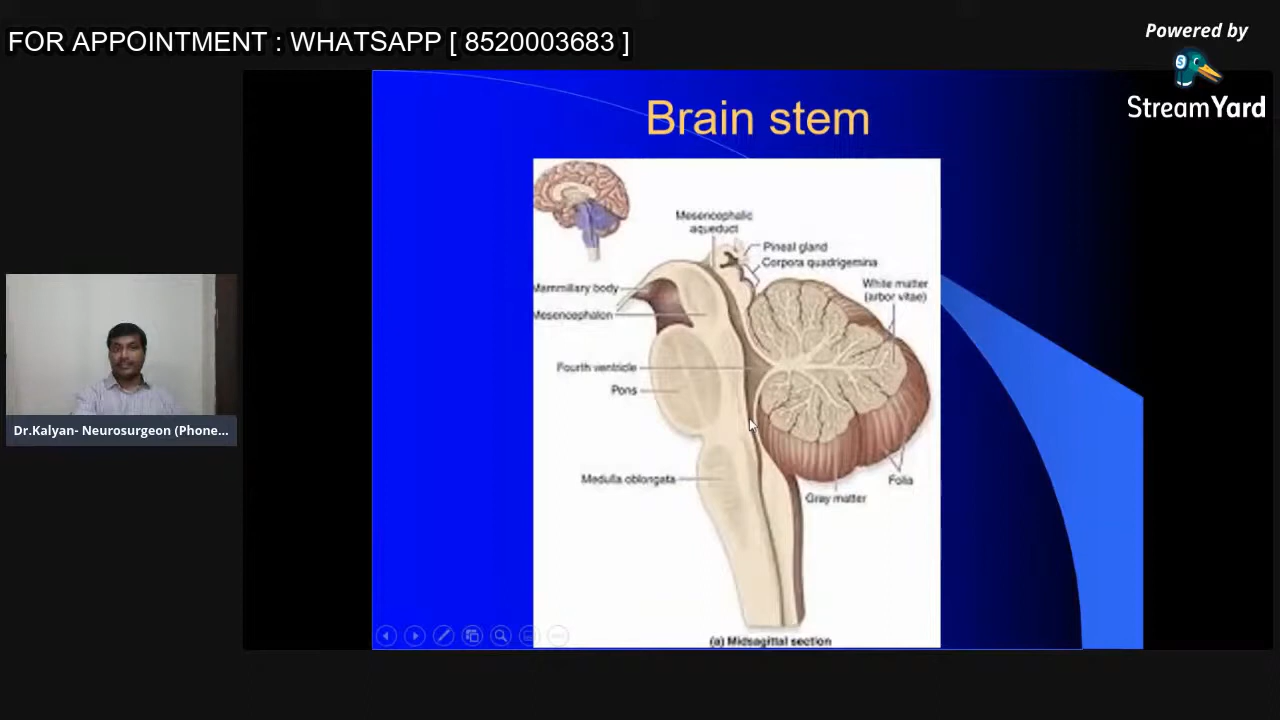 FOR APPOINTMENT : WHATSAPP [ 8520003683 ]
Powered by
StreamYard
Brain stem
Mesencephalic
aqueduct
Pineal gland
Corpora quadrigemina
White matter
(arbor vitae)
Mammillary body
Mesencephalon
Fourth ventricle
Pons
Medulla oblongata
Folia
Gray matter
(a) Midsagittal section
Dr.Kalyan- Neurosurgeon (Phone...